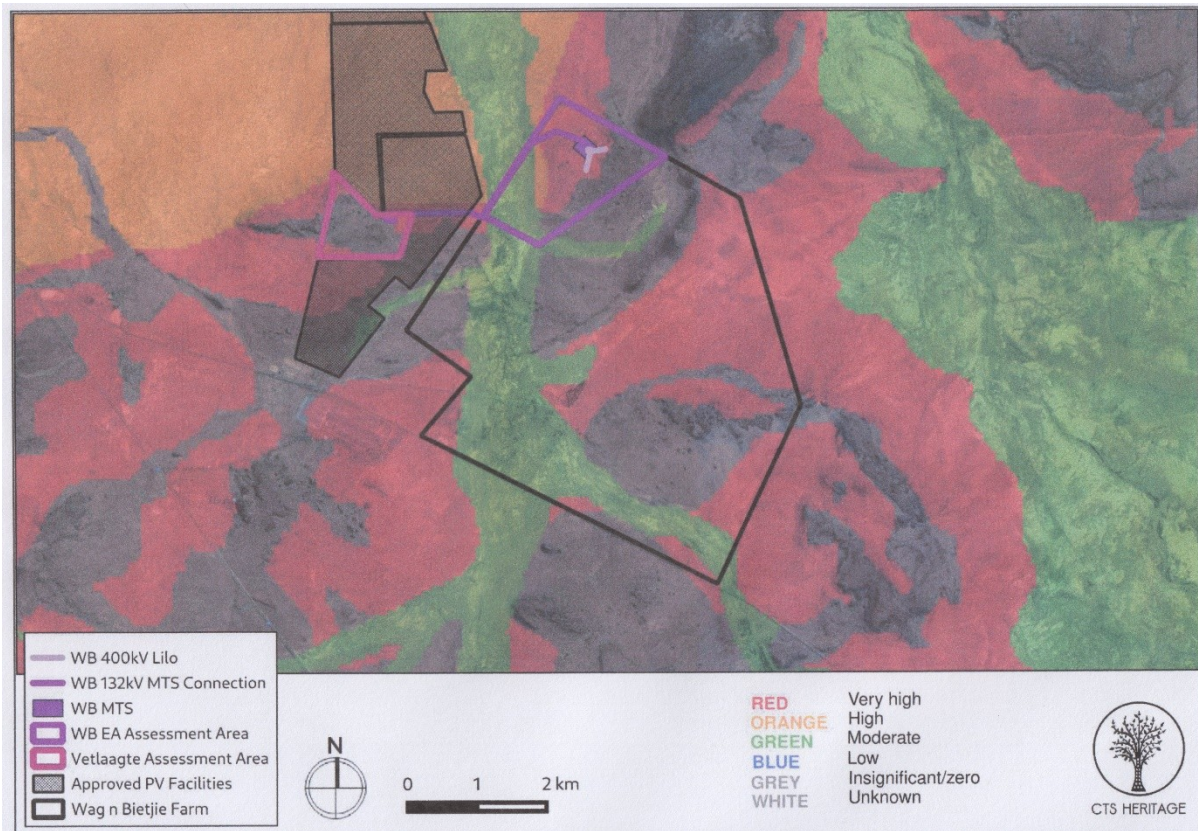 WB 400kV Lilo
WB 132kV MTS Connection
WB MTS
WB EA Assessment Area
Vetlaagte Assessment Area
Approved PV Facilities
Wag n Bietjie Farm
N
0 1 2 km
RED Very high
ORANGE High
GREEN Moderate
BLUE Low
GREY Insignificant/zero
WHITE Unknown
CTS HERITAGE